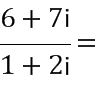 6 + 7i
1 + 2i =